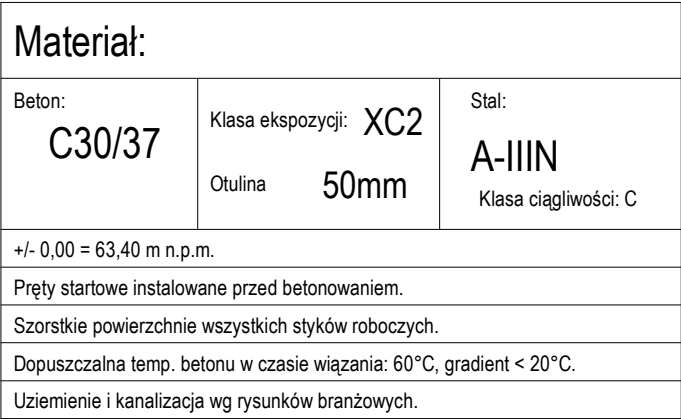 Materiał:
Beton:
C30/37
Klasa ekspozycji: XC2
Otulina 50mm
Stal:
A-IIIN
Klasa ciągliwości: C
+/- 0,00 = 63,40 m n.p.m.
Pręty startowe instalowane przed betonowaniem.
Szorstkie powierzchnie wszystkich styków roboczych.
Dopuszczalna temp. betonu w czasie wiązania: 60°C, gradient < 20°C.
Uziemienie i kanalizacja wg rysunków branżowych.